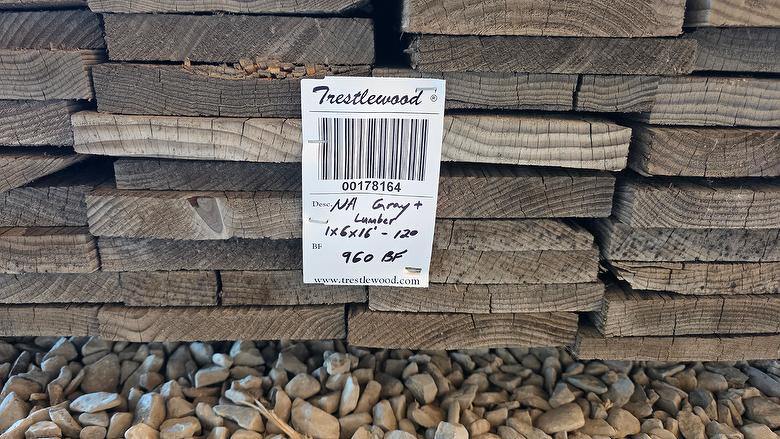 Trestlewood ®
00178164
Desc. NA Gray +
Lumber
1x6x16' - 120
BF
960 BF
www.trestlewood.com